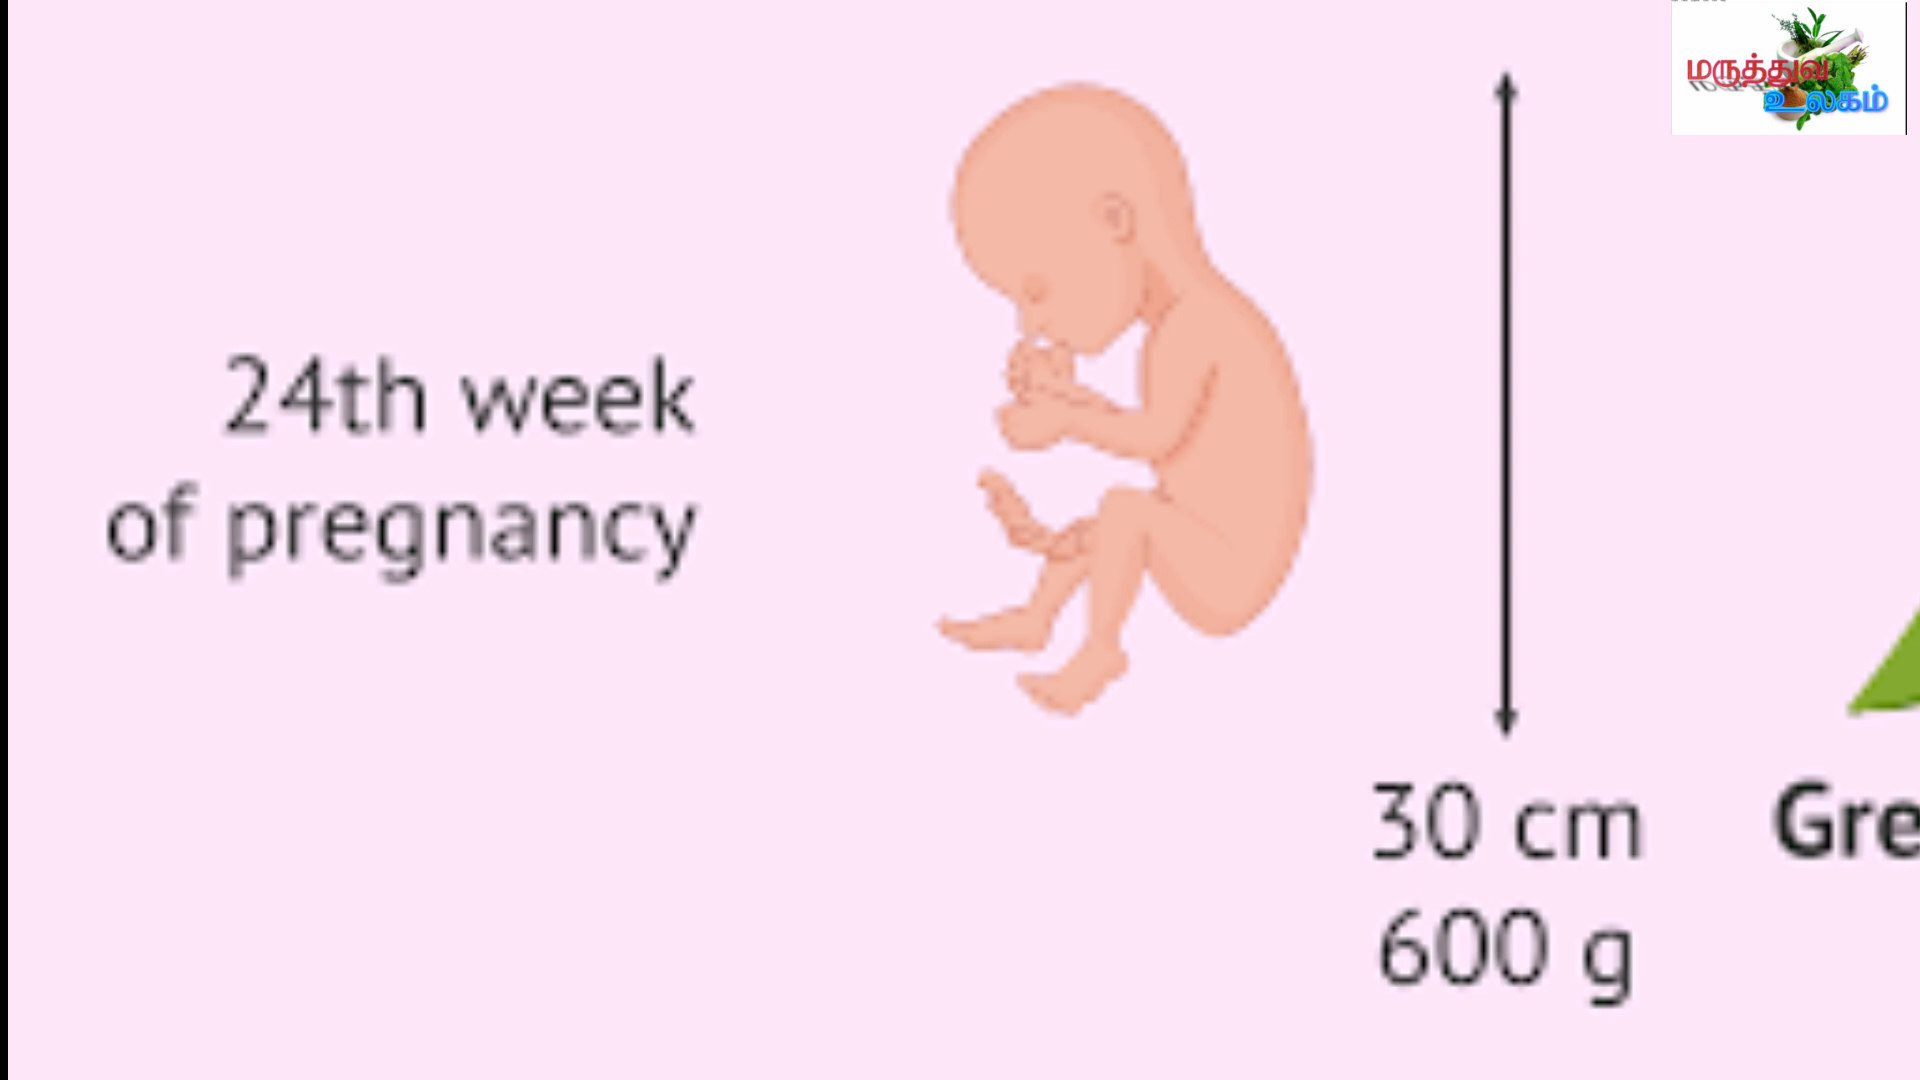 மருத்துவ
உலகம்
24th week
of pregnancy
30 cm
Gre
600 g